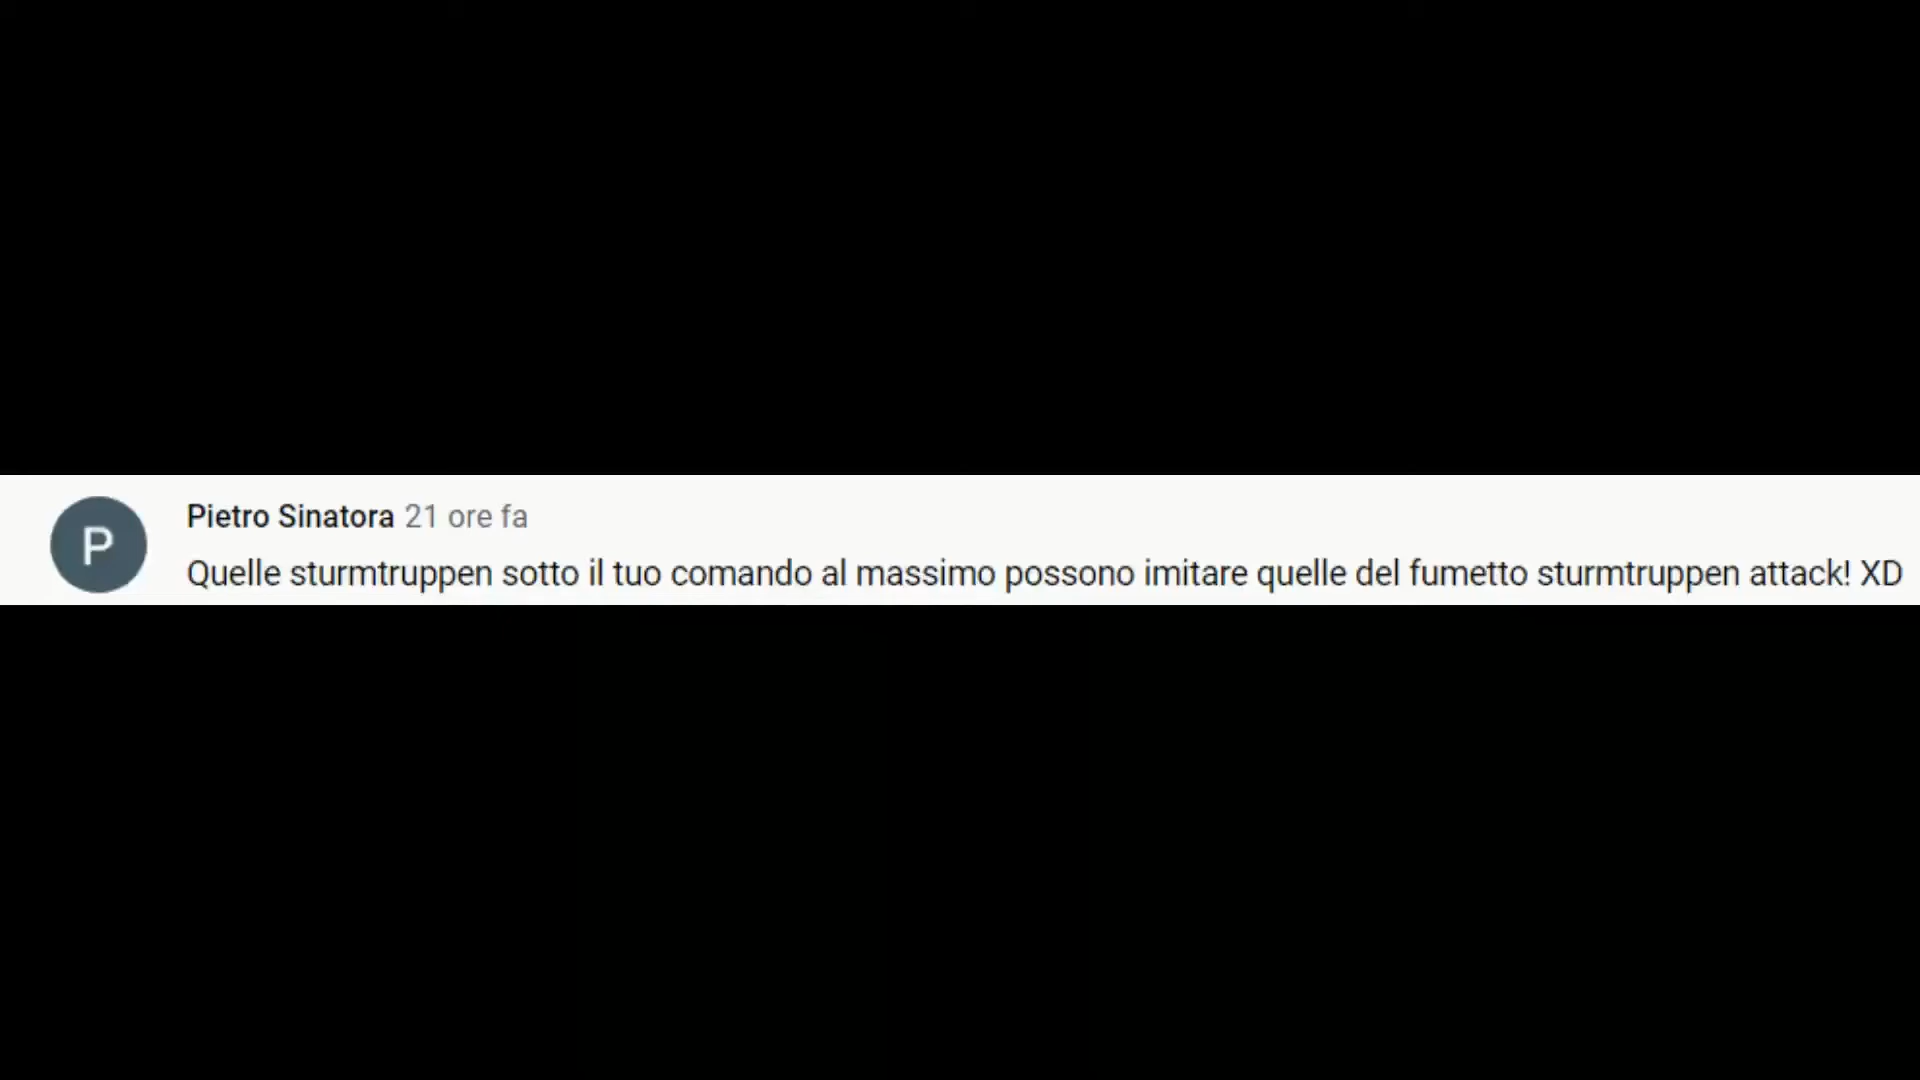 P
Pietro Sinatora 21 ore fa
Quelle sturmtruppen sotto il tuo comando al massimo possono imitare quelle del fumetto sturmtruppen attack! XD